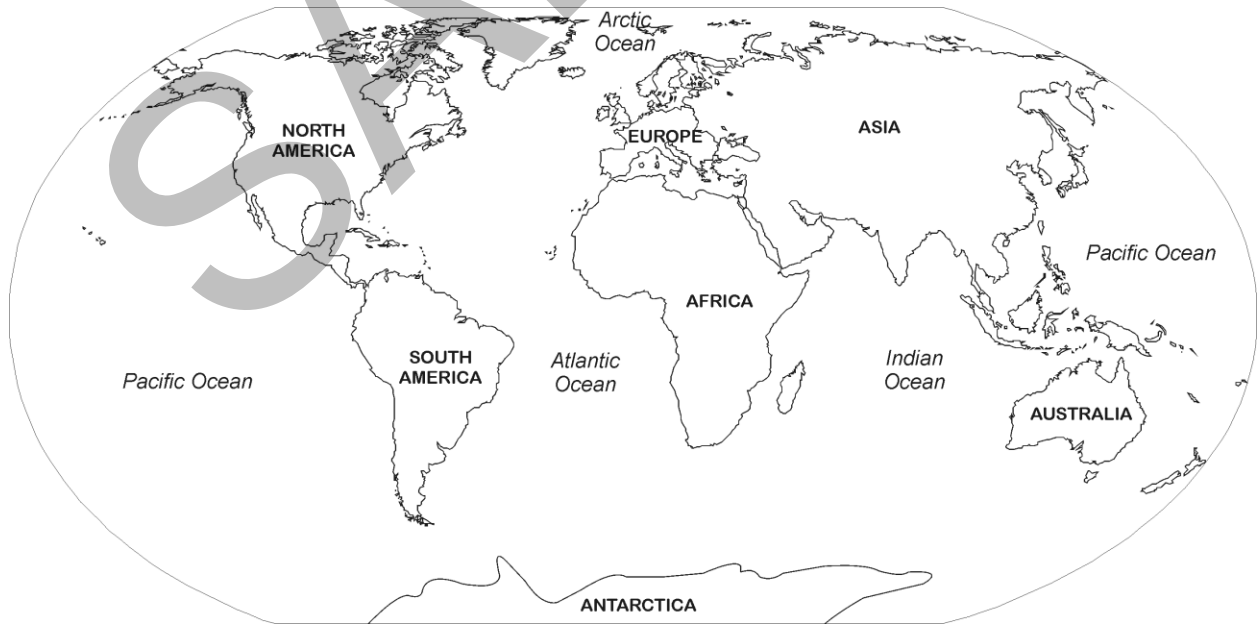 Arctic
Ocean
NORTH
AMERICA
EUROPE
ASIA
Pacific Ocean
AFRICA
SOUTH
AMERICA
Atlantic
Ocean
Indian
Ocean
Pacific Ocean
AUSTRALIA
ANTARCTICA